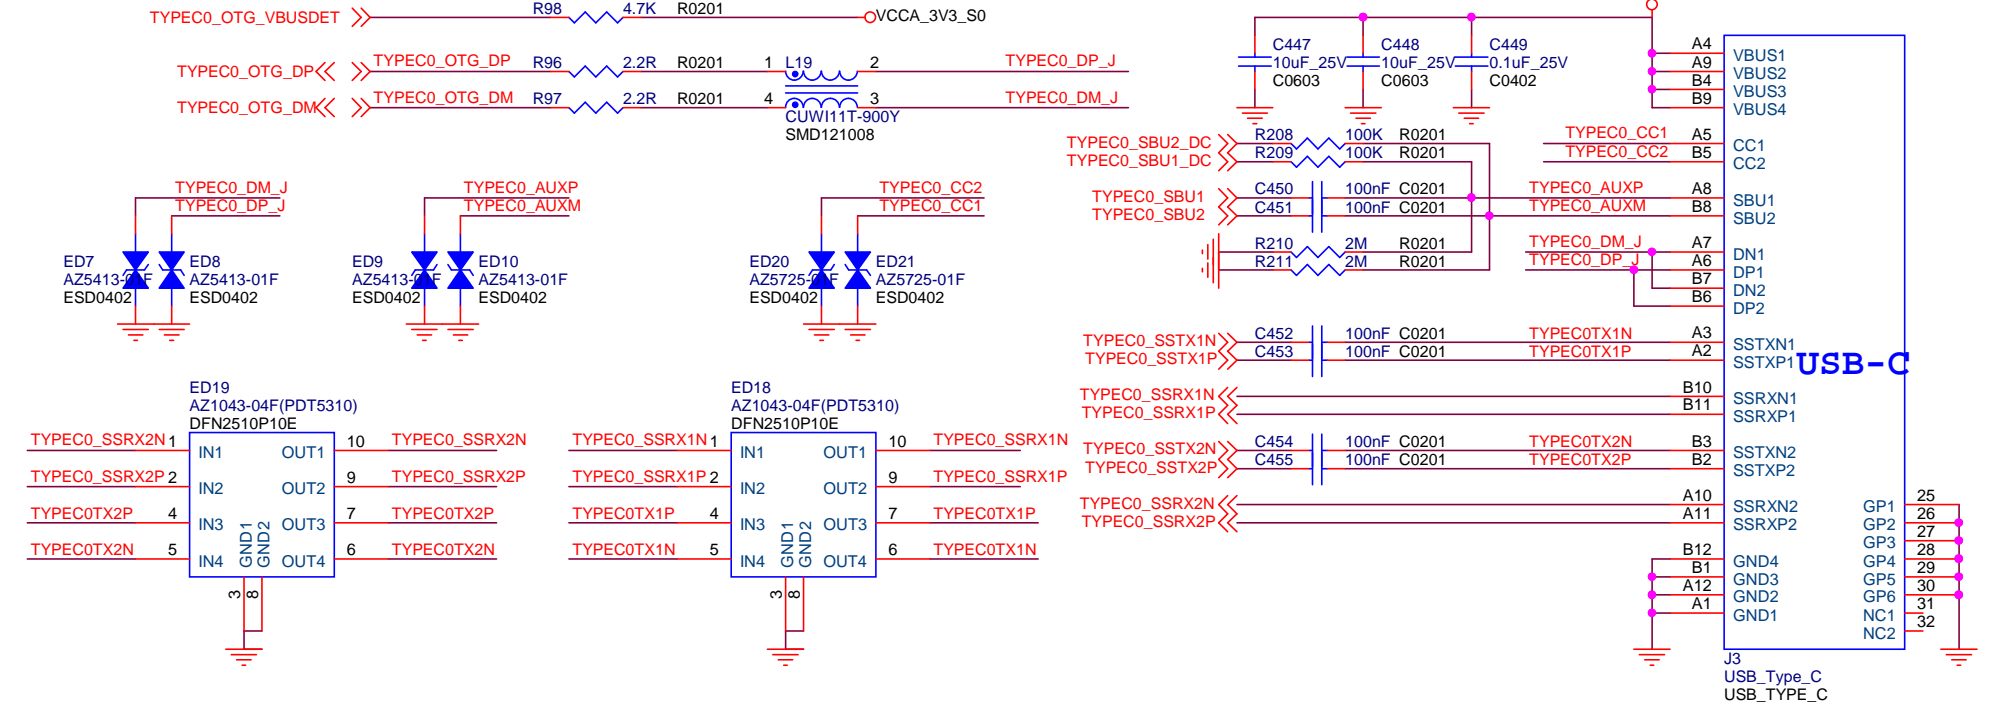 TYPEC0_OTG_VBUSDET R98 4.7K R0201 VCCA_3V3_S0
TYPEC0_OTG_DP TYPEC0_OTG_DP R96 2.2R R0201 1 L19 2 TYPEC0_DP_J
TYPEC0_OTG_DM TYPEC0_OTG_DM R97 2.2R R0201 4 3 TYPEC0_DM_J
CUWI11T-900Y
SMD121008
C447
10uF_25V
C0603
C448
10uF_25V
C0603
C449
0.1uF_25V
C0402
TYPEC0_SBU2_DC R208 100K R0201
TYPEC0_SBU1_DC R209 100K R0201
TYPEC0_SBU1 C450 100nF C0201 TYPEC0_AUXP
TYPEC0_SBU2 C451 100nF C0201 TYPEC0_AUXM
R210 2M R0201
R211 2M R0201
TYPEC0_CC1
TYPEC0_CC2
TYPEC0_DM_J
TYPEC0_DP_J
TYPEC0_SSTX1N C452 100nF C0201 TYPEC0TX1N
TYPEC0_SSTX1P C453 100nF C0201 TYPEC0TX1P
TYPEC0_SSRX1N
TYPEC0_SSRX1P
TYPEC0_SSTX2N C454 100nF C0201 TYPEC0TX2N
TYPEC0_SSTX2P C455 100nF C0201 TYPEC0TX2P
TYPEC0_SSRX2N
TYPEC0_SSRX2P
A4 VBUS1
A9 VBUS2
B4 VBUS3
B9 VBUS4
A5 CC1
B5 CC2
A8 SBU1
B8 SBU2
A7 DN1
A6 DP1
B7 DN2
B6 DP2
A3 SSTXN1
A2 SSTXP1
USB-C
B10 SSRXN1
B11 SSRXP1
B3 SSTXN2
B2 SSTXP2
A10 SSRXN2
A11 SSRXP2
B12 GND4
B1 GND3
A12 GND2
A1 GND1
GP1 25
GP2 26
GP3 27
GP4 28
GP5 29
GP6 30
NC1 31
NC2 32
J3
USB_Type_C
USB_TYPE_C
TYPEC0_DM_J
TYPEC0_DP_J
ED7
AZ5413-01F
ESD0402
ED8
AZ5413-01F
ESD0402
TYPEC0_AUXP
TYPEC0_AUXM
ED9
AZ5413-01F
ESD0402
ED10
AZ5413-01F
ESD0402
TYPEC0_CC2
TYPEC0_CC1
ED20
AZ5725-01F
ESD0402
ED21
AZ5725-01F
ESD0402
ED19
AZ1043-04F(PDT5310)
DFN2510P10E
TYPEC0_SSRX2N 1 IN1 OUT1 10 TYPEC0_SSRX2N
TYPEC0_SSRX2P 2 IN2 OUT2 9 TYPEC0_SSRX2P
TYPEC0TX2P 4 IN3 OUT3 7 TYPEC0TX2P
TYPEC0TX2N 5 IN4 OUT4 6 TYPEC0TX2N
GND1 3
GND2 8
ED18
AZ1043-04F(PDT5310)
DFN2510P10E
TYPEC0_SSRX1N 1 IN1 OUT1 10 TYPEC0_SSRX1N
TYPEC0_SSRX1P 2 IN2 OUT2 9 TYPEC0_SSRX1P
TYPEC0TX1P 4 IN3 OUT3 7 TYPEC0TX1P
TYPEC0TX1N 5 IN4 OUT4 6 TYPEC0TX1N
GND1 3
GND2 8